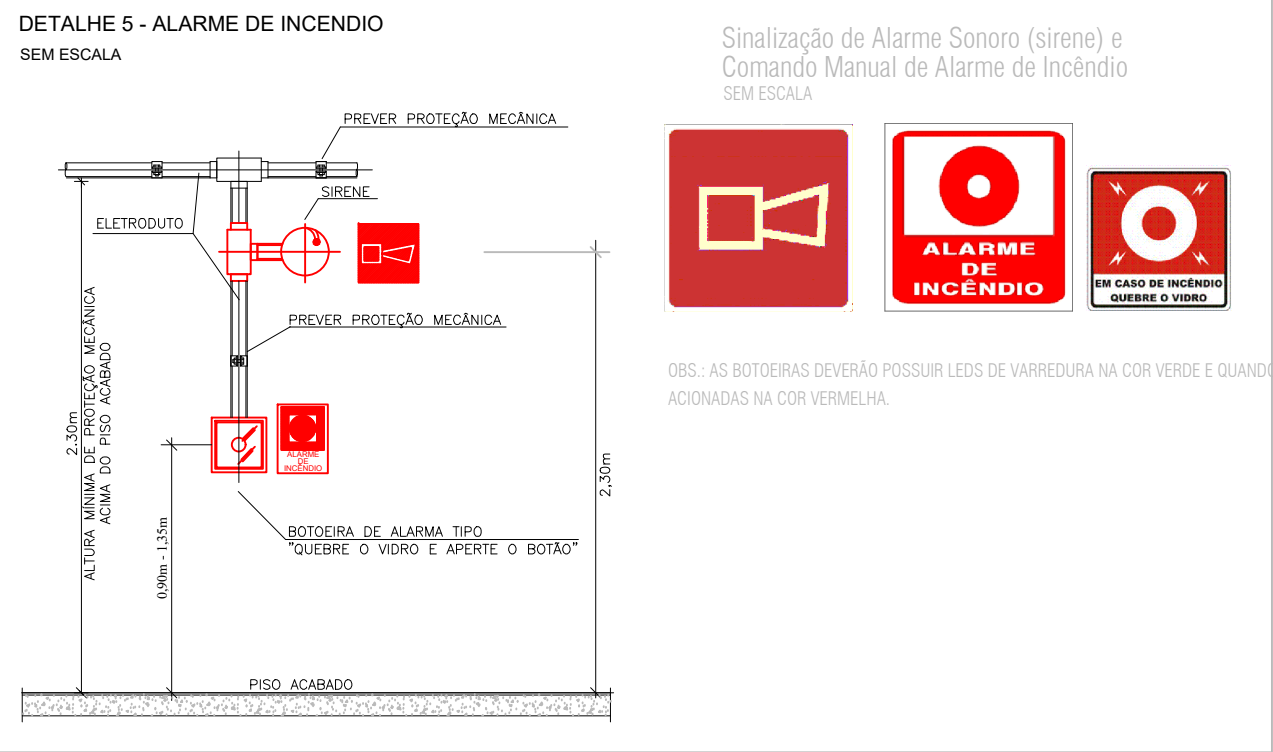 DETALHE 5 - ALARME DE INCENDIO
SEM ESCALA
PREVER PROTEÇÃO MECÂNICA
SIRENE
ELETRODUTO
PREVER PROTEÇÃO MECÂNICA
2.30m
ALTURA MÍNIMA DE PROTEÇÃO MECÂNICA
ACIMA DO PISO ACABADO
0,90m - 1,35m
ALARME
DE
INCÊNDIO
2,30m
BOTOEIRA DE ALARMA TIPO
"QUEBRE O VIDRO E APERTE O BOTÃO"
PISO ACABADO
Sinalização de Alarme Sonoro (sirene) e
Comando Manual de Alarme de Incêndio
SEM ESCALA
ALARME
DE
INCÊNDIO
EM CASO DE INCÊNDIO
QUEBRE O VIDRO
OBS.: AS BOTOEIRAS DEVERÃO POSSUIR LEDS DE VARREDURA NA COR VERDE E QUANDO
ACIONADAS NA COR VERMELHA.